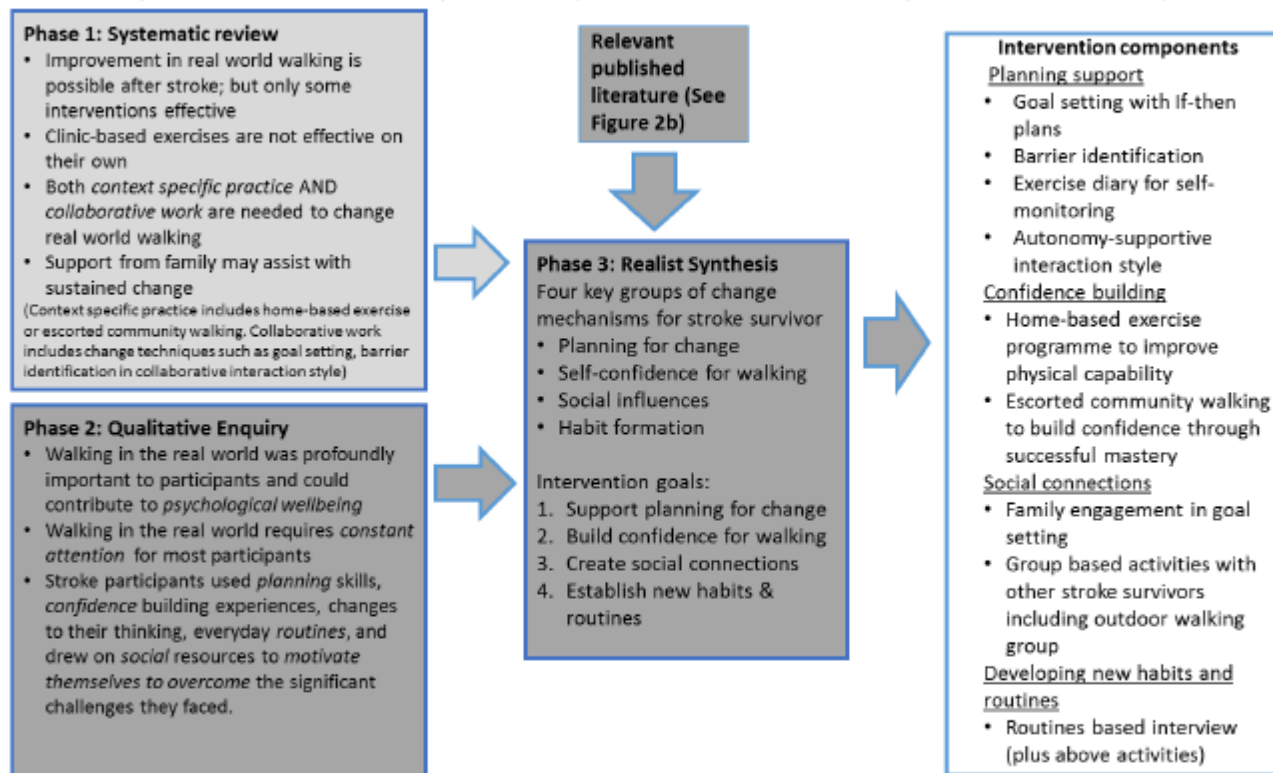 Phase 1: Systematic review
• Improvement in real world walking is
possible after stroke; but only some
interventions effective
• Clinic-based exercises are not effective on
their own
• Both context specific practice AND
collaborative work are needed to change
real world walking
• Support from family may assist with
sustained change
(Context specific practice includes home-based exercise
or escorted community walking. Collaborative work
includes change techniques such as goal setting, barrier
identification in collaborative interaction style)
Phase 2: Qualitative Enquiry
• Walking in the real world was profoundly
important to participants and could
contribute to psychological wellbeing
• Walking in the real world requires constant
attention for most participants
• Stroke participants used planning skills,
confidence building experiences, changes
to their thinking, everyday routines, and
drew on social resources to motivate
themselves to overcome the significant
challenges they faced.
Relevant
published
literature (See
Figure 2b)
Phase 3: Realist Synthesis
Four key groups of change
mechanisms for stroke survivor
• Planning for change
• Self-confidence for walking
• Social influences
• Habit formation
Intervention goals:
1. Support planning for change
2. Build confidence for walking
3. Create social connections
4. Establish new habits &
routines
Intervention components
Planning support
• Goal setting with If-then
plans
• Barrier identification
• Exercise diary for self-
monitoring
• Autonomy-supportive
interaction style
Confidence building
• Home-based exercise
programme to improve
physical capability
• Escorted community walking
to build confidence through
successful mastery
Social connections
• Family engagement in goal
setting
• Group based activities with
other stroke survivors
including outdoor walking
group
Developing new habits and
routines
• Routines based interview
(plus above activities)